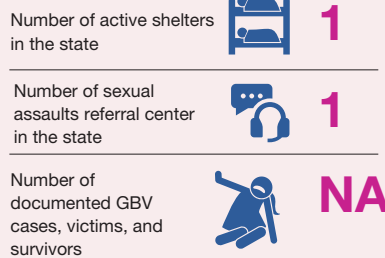 Number of active shelters
in the state
1
Number of sexual
assaults referral center
in the state
1
Number of
documented GBV
cases, victims, and
survivors
NA